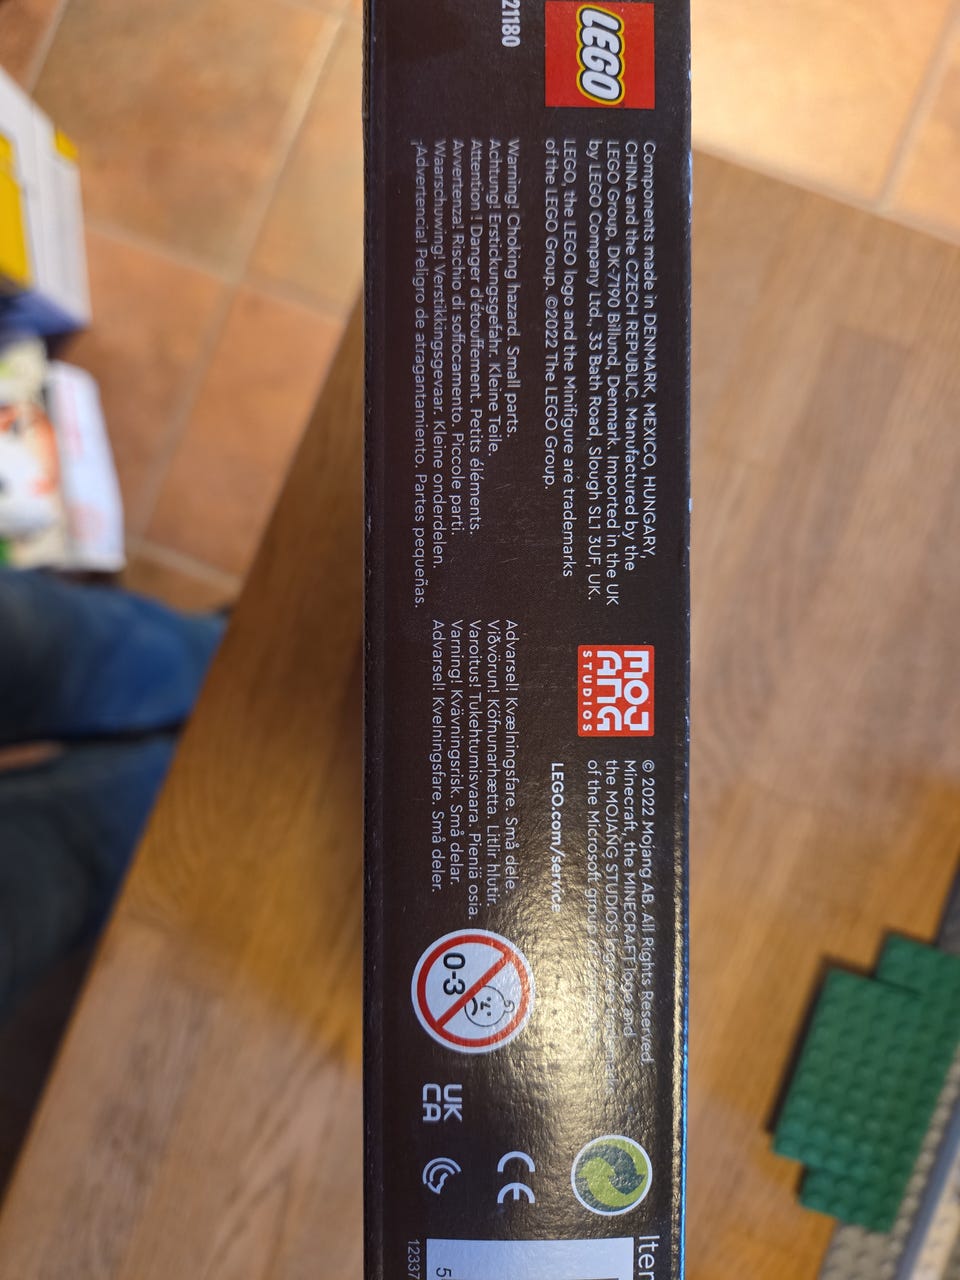 LEGO
21180
Components made in DENMARK, MEXICO, HUNGARY,
CHINA and the CZECH REPUBLIC. Manufactured by the
LEGO Group, DK-7190 Billund, Denmark. Imported in the UK
by LEGO Company Ltd., 33 Bath Road, Slough SL1 3UF, UK.
LEGO, the LEGO logo and the Minifigure are trademarks
of the LEGO Group. ©2022 The LEGO Group.
Warning! Choking hazard. Small parts.
Achtung! Erstickungsgefahr. Kleine Teile.
Attention ! Danger d'étouffement. Petits éléments.
Avvertenza! Rischio di soffocamento. Piccole parti.
Waarschuwing! Verstikkingsgevaar. Kleine onderdelen.
¡Advertencia! Peligro de atragantamiento. Partes pequeñas.
MOJ
ANG
STUDIOS
© 2022 Mojang AB. All Rights Reserved.
Minecraft, the MINECRAFT logo and
the MOJANG STUDIOS logo are
of the Microsoft group of
LEGO.com/service
Advarsel! Kvælningsfare. Små dele.
Viðvörun! Köfnunarhætta. Litlir hlutir.
Varoitus! Tukehtumisvaara. Pieniä osia.
Varning! Kvävningsrisk. Små delar.
Advarsel! Kvelningsfare. Små deler.
0-3
UK
CA
CE